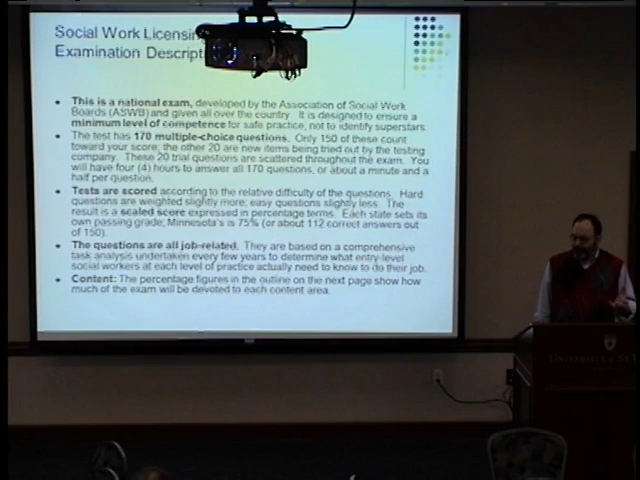 Social Work Licensing
Examination Descripti
• This is a national exam, developed by the Association of Social Work
Boards (ASWB) and given all over the country. It is designed to ensure a
minimum level of competence for safe practice, not to identify superstars.
• The test has 170 multiple-choice questions. Only 150 of these count
toward your score; the other 20 are new items being tried out by the testing
company. These 20 trial questions are scattered throughout the exam. You
will have four (4) hours to answer all 170 questions, or about a minute and a
half per question.
• Tests are scored according to the relative difficulty of the questions. Hard
questions are weighted slightly more; easy questions slightly less. The
result is a scaled score expressed in percentage terms. Each state sets its
own passing grade; Minnesota's is 75% (or about 112 correct answers out
of 150).
• The questions are all job-related. They are based on a comprehensive
task analysis undertaken every few years to determine what entry-level
social workers at each level of practice actually need to know to do their job.
• Content: The percentage figures in the outline on the next page show how
much of the exam will be devoted to each content area.
UNIVERSITY of